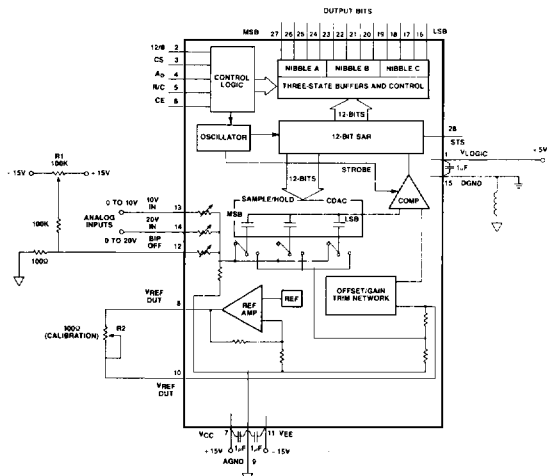 OUTPUT BITS
MSB
LSB
27 26 25 24 23 22 21 20 19 18 17 16
12/8 2
CS 3
A0 4
R/C 5
CE 6
CONTROL LOGIC
NIBBLE A NIBBLE B NIBBLE C
THREE-STATE BUFFERS AND CONTROL
12-BITS
OSCILLATOR
12-BIT SAR
28
STS
+5V
VLOGIC
1
1µF
15 DGND
STROBE
12-BITS
COMP
R1
100K
-15V
+15V
SAMPLE/HOLD CDAC
MSB
LSB
0 TO 10V
10V IN 13
100K
ANALOG INPUTS
20V IN 14
0 TO 20V
BIP OFF 12
100Ω
OFFSET/GAIN TRIM NETWORK
VREF OUT 8
REF AMP
REF
100Ω (CALIBRATION)
R2
10
VREF OUT
VCC 7
11 VEE
+15V
1µF 1µF
-15V
AGND 9